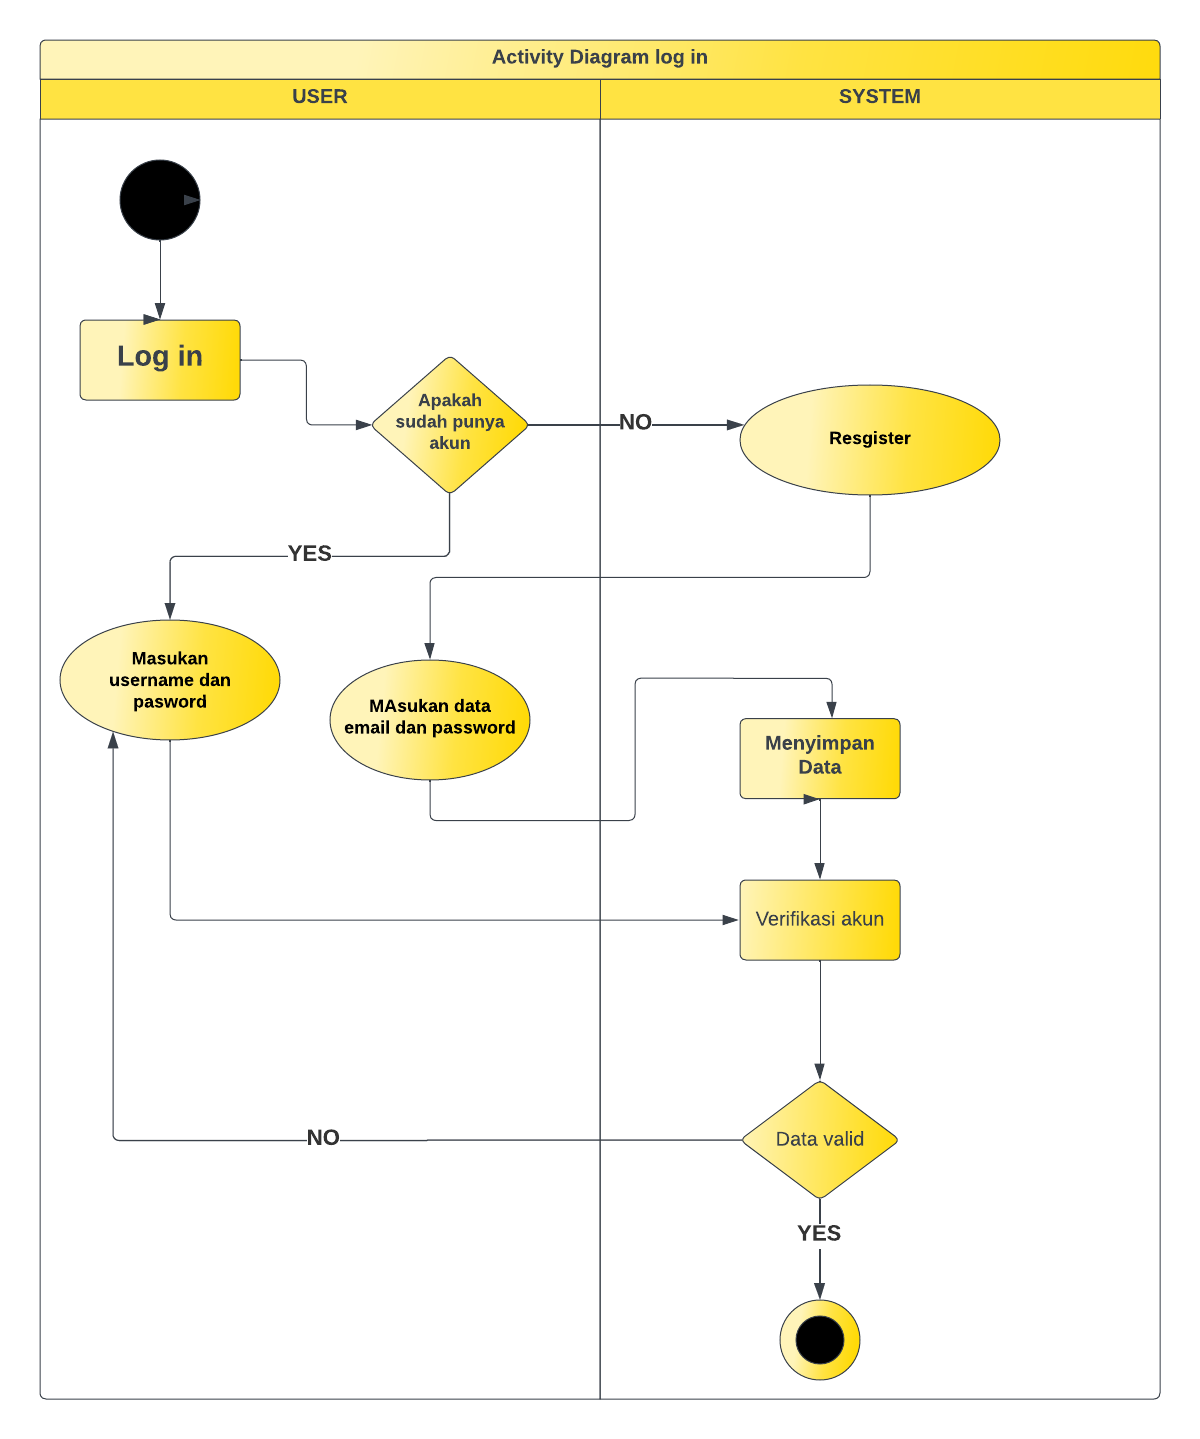 Activity Diagram log in
USER
SYSTEM
Log in
Apakah
sudah punya
akun
NO
Resgister
YES
Masukan
username dan
pasword
MAsukan data
email dan password
Menyimpan
Data
Verifikasi akun
Data valid
NO
YES